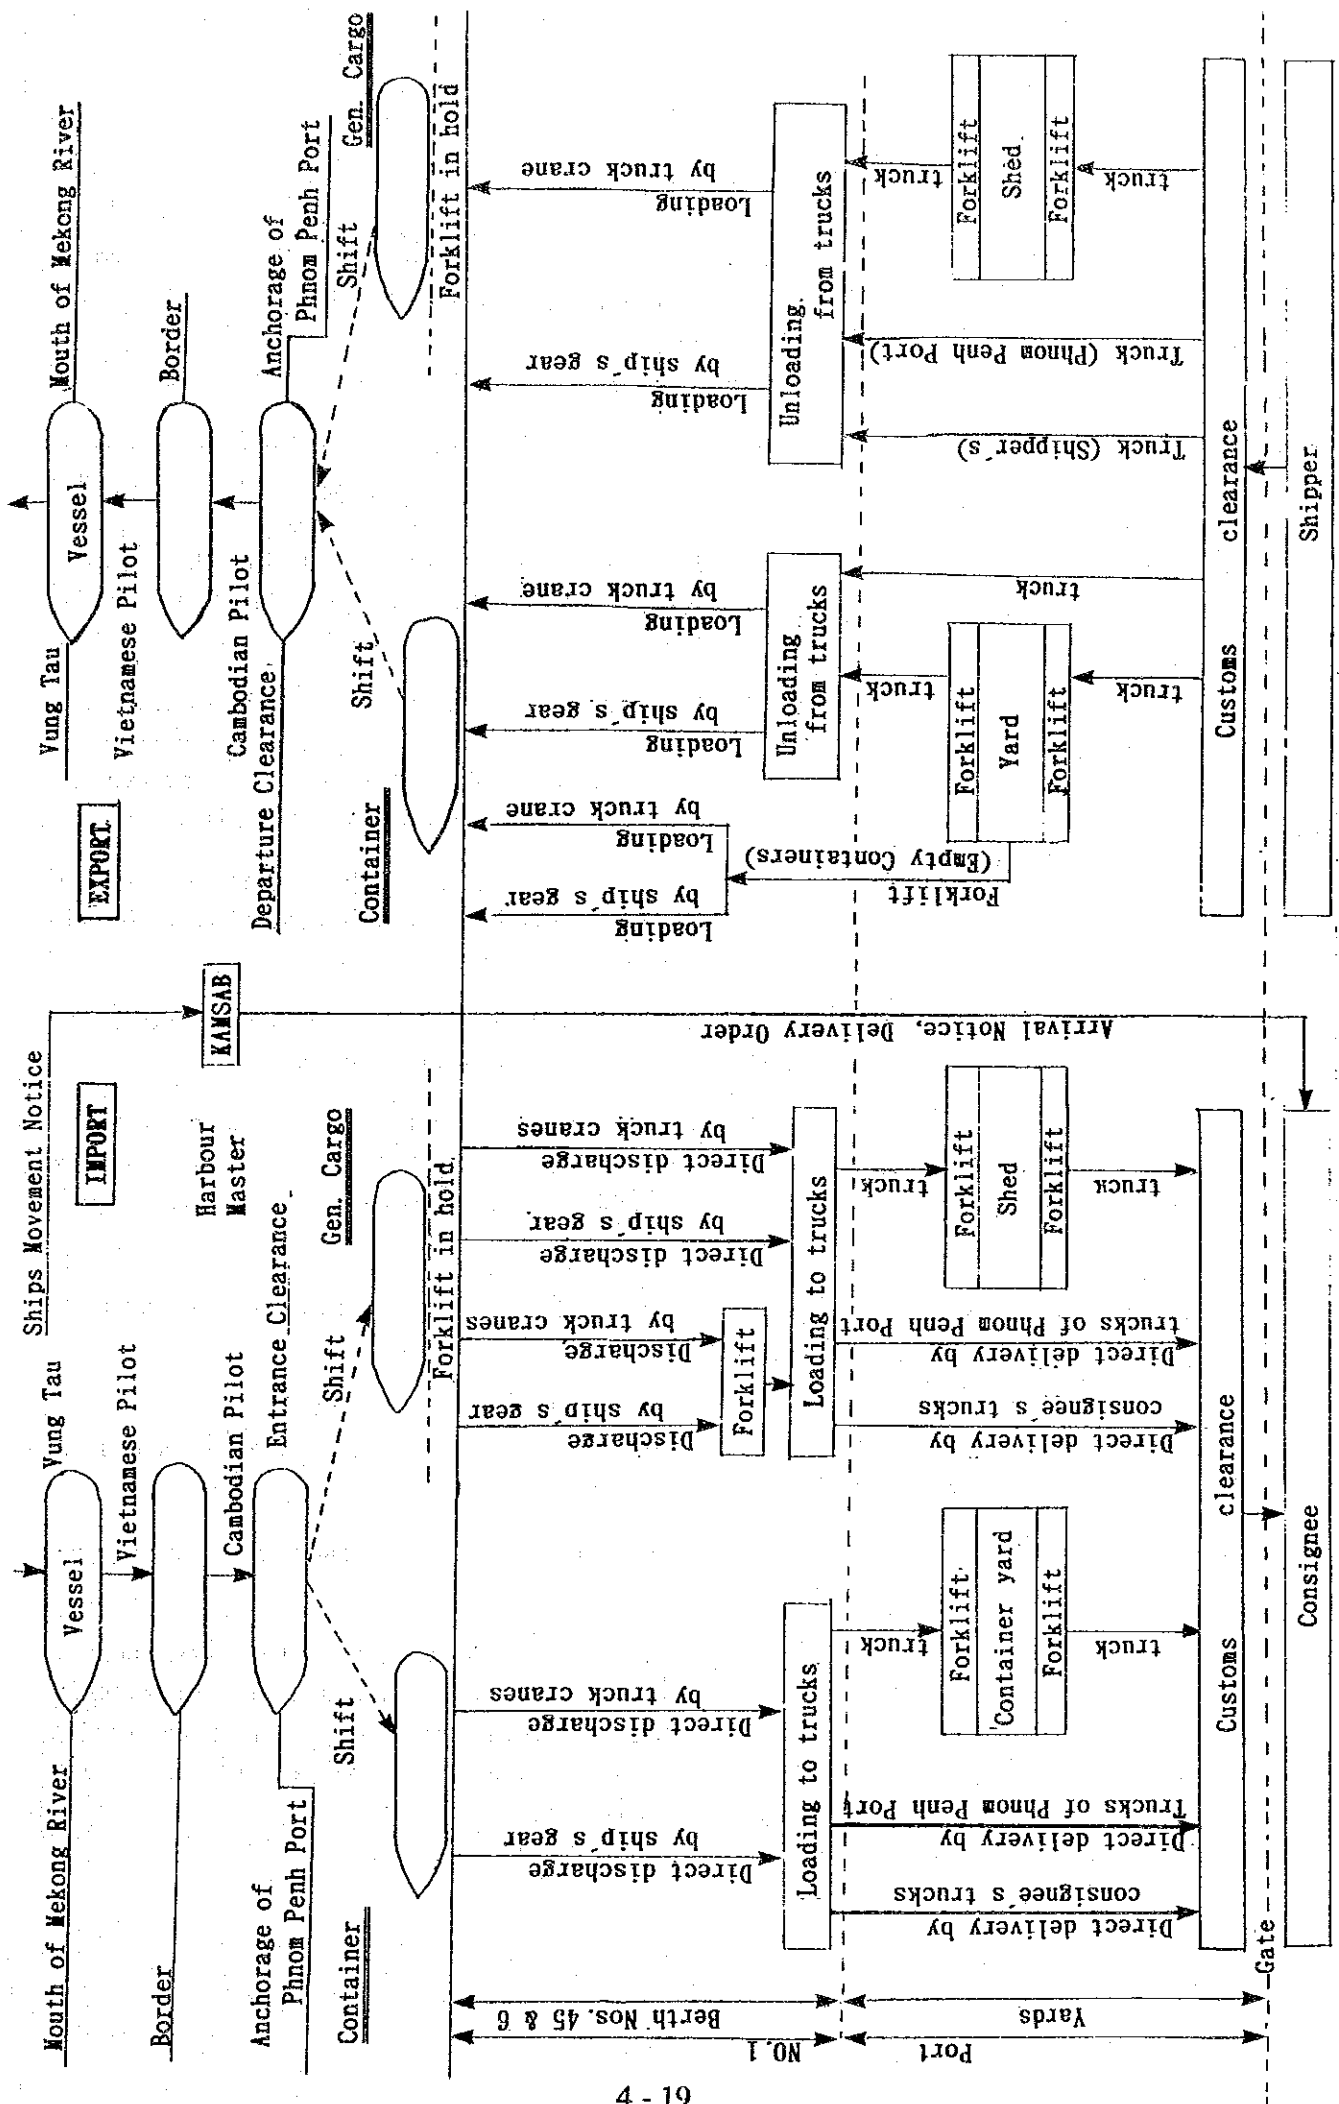 Ships Movement Notice
IMPORT
KAMSAB
Harbour
Master
Mouth of Mekong River
Vessel
Vung Tau
Vietnamese Pilot
Border
Cambodian Pilot
Anchorage of
Phnom Penh Port
Entrance Clearance
Shift
Shift
Container
Gen. Cargo
Forklift in hold
Direct discharge
by ship's gear
Direct discharge
by truck cranes
Discharge
by ship's gear
Discharge
by truck cranes
Direct discharge
by ship's gear
Direct discharge
by truck cranes
Forklift
Loading to trucks
Loading to trucks
Direct delivery by
consignee's trucks
Direct delivery by
Trucks of Phnom Penh Port
truck
Forklift
Container yard
Forklift
truck
Direct delivery by
consignee's trucks
Direct delivery by
trucks of Phnom Penh Port
truck
Forklift
Shed
Forklift
truck
Customs clearance
Gate
Consignee
Arrival Notice, Delivery Order
NO.1
Berth Nos.45 & 6
Port
Yards
EXPORT
Vung Tau
Vessel
Mouth of Mekong River
Vietnamese Pilot
Border
Cambodian Pilot
Departure Clearance
Anchorage of
Phnom Penh Port
Shift
Shift
Container
Gen. Cargo
Forklift in hold
Loading
by ship's gear
Loading
by truck crane
Loading
by ship's gear
Loading
by truck crane
Loading
by ship's gear
Loading
by truck crane
Forklift
(Empty Containers)
Unloading
from trucks
Unloading
from trucks
truck
Forklift
Yard
Forklift
truck
truck
Truck (Shipper's)
Truck (Phnom Penh Port)
truck
Forklift
Shed
Forklift
truck
Customs clearance
Shipper
4 - 19